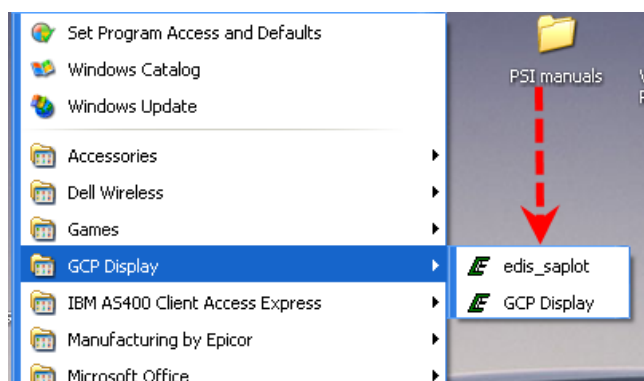 Set Program Access and Defaults
Windows Catalog
Windows Update
Accessories
Dell Wireless
Games
GCP Display
IBM AS400 Client Access Express
Manufacturing by Epicor
Microsoft Office
PSI manuals
edis_saplot
GCP Display